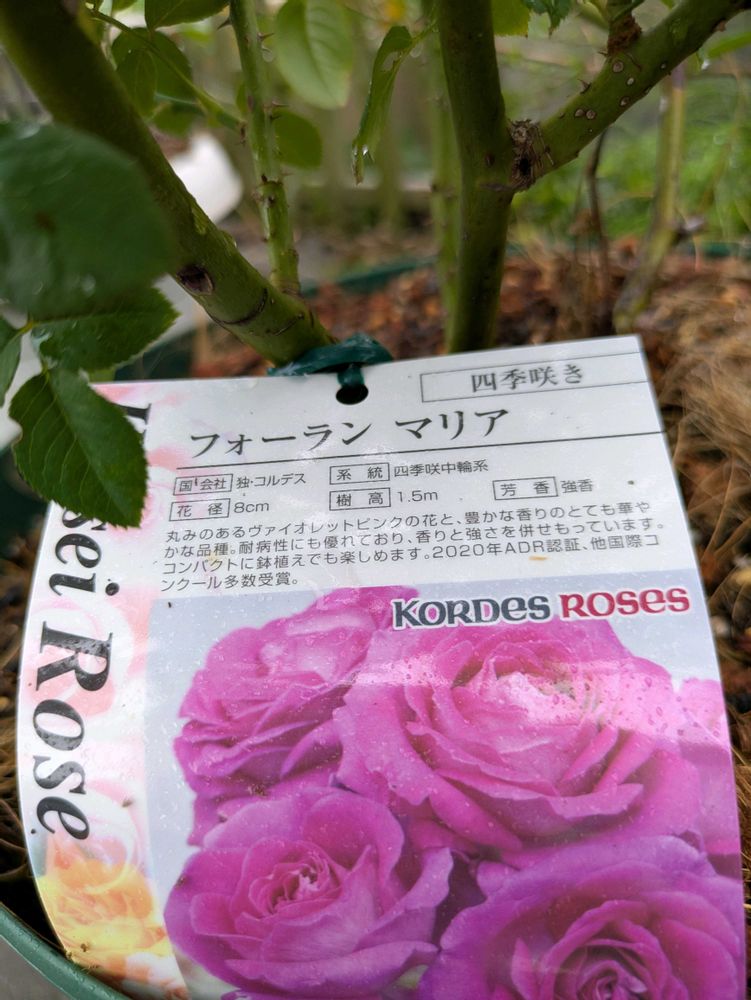 四季咲き
フォーラン マリア
国 会社 独・コルデス
系統 四季咲中輪系
花径 8cm
樹高 1.5m
芳香 強香
丸みのあるヴァイオレットピンクの花と、豊かな香りのとても華や
かな品種。耐病性にも優れており、香りと強さを併せもっています。
コンパクトに鉢植えでも楽しめます。2020年ADR認証、他国際コ
ンクール多数受賞。
KORDES ROSES
sei Rose